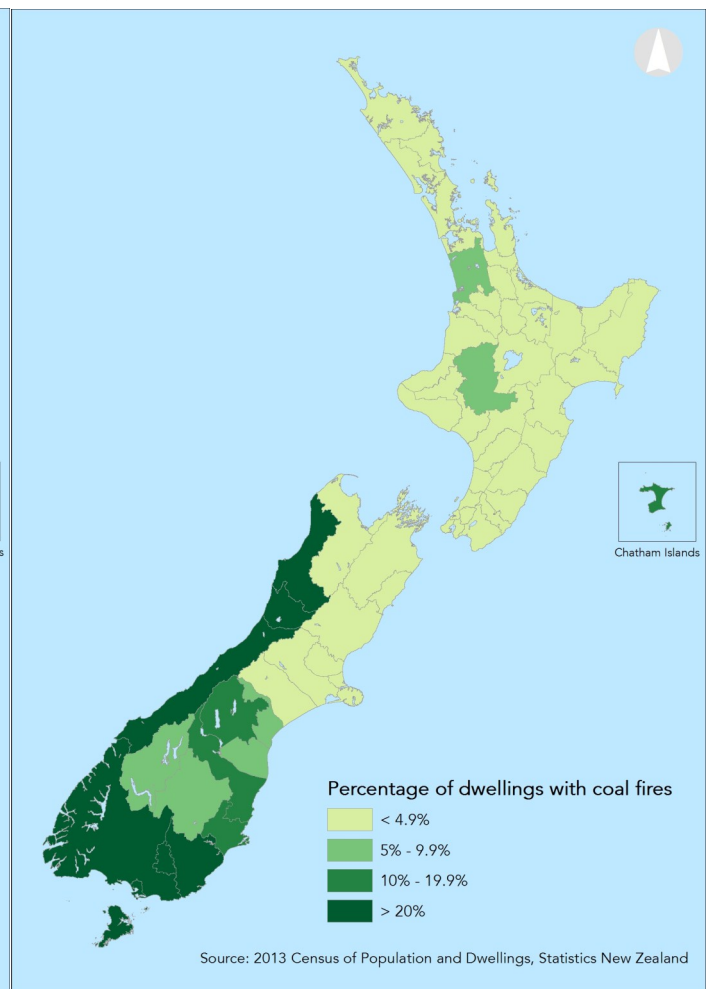 s
Chatham Islands
Percentage of dwellings with coal fires
< 4.9%
5% - 9.9%
10% - 19.9%
> 20%
Source: 2013 Census of Population and Dwellings, Statistics New Zealand